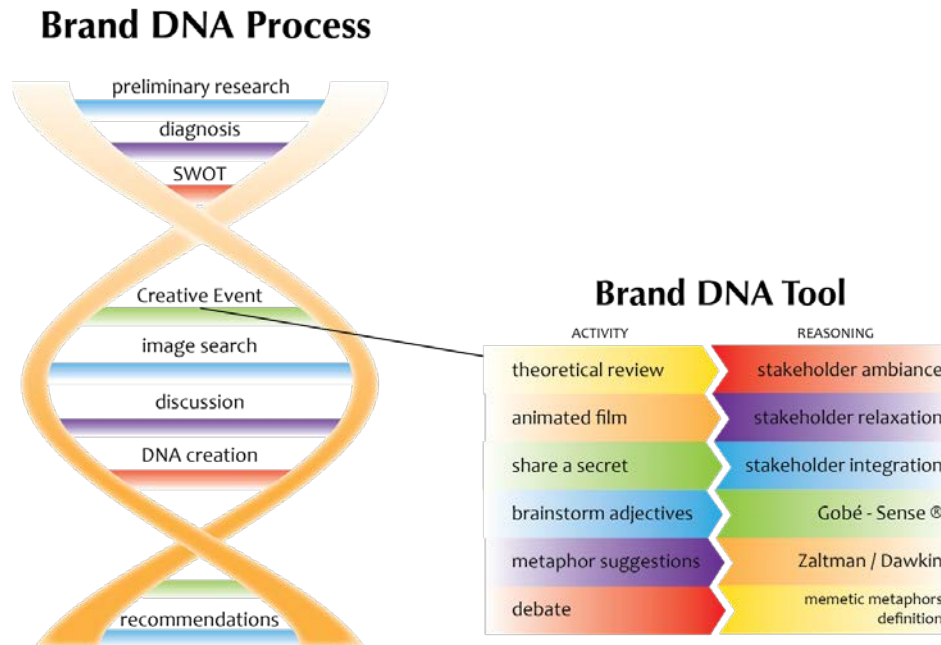 Brand DNA Process
preliminary research
diagnosis
SWOT
Creative Event
image search
discussion
DNA creation
recommendations
Brand DNA Tool
ACTIVITY REASONING
theoretical review stakeholder ambiance
animated film stakeholder relaxation
share a secret stakeholder integration
brainstorm adjectives Gobé - Sense ®
metaphor suggestions Zaltman / Dawkin
debate memetic metaphors
definition